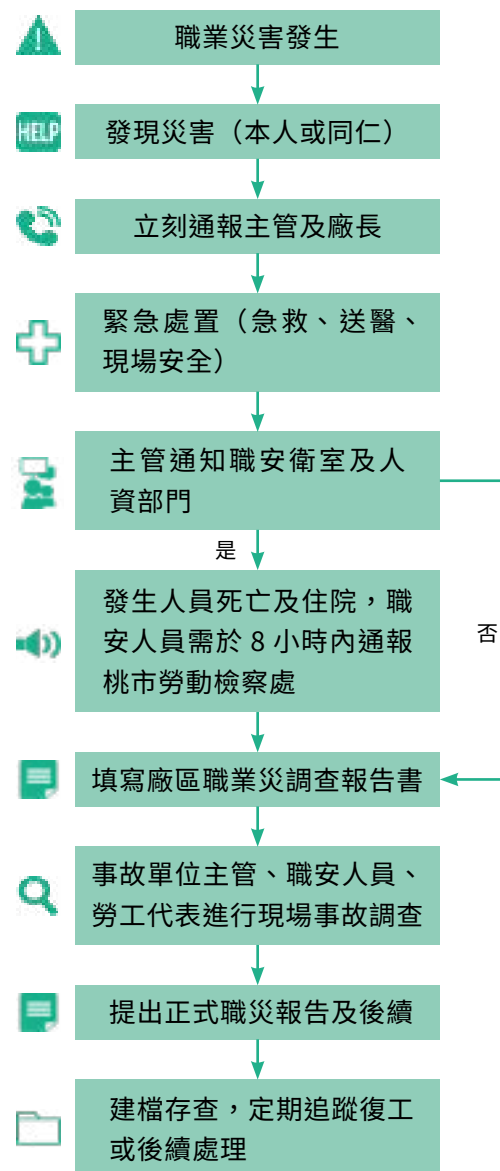 職業災害發生
HELP
發現災害（本人或同仁）
立刻通報主管及廠長
緊急處置（急救、送醫、
現場安全）
主管通知職安衛室及人
資部門
是
發生人員死亡及住院，職
安人員需於 8 小時內通報
桃市勞動檢察處
否
填寫廠區職業災調查報告書
事故單位主管、職安人員、
勞工代表進行現場事故調查
提出正式職災報告及後續
建檔存查，定期追蹤復工
或後續處理